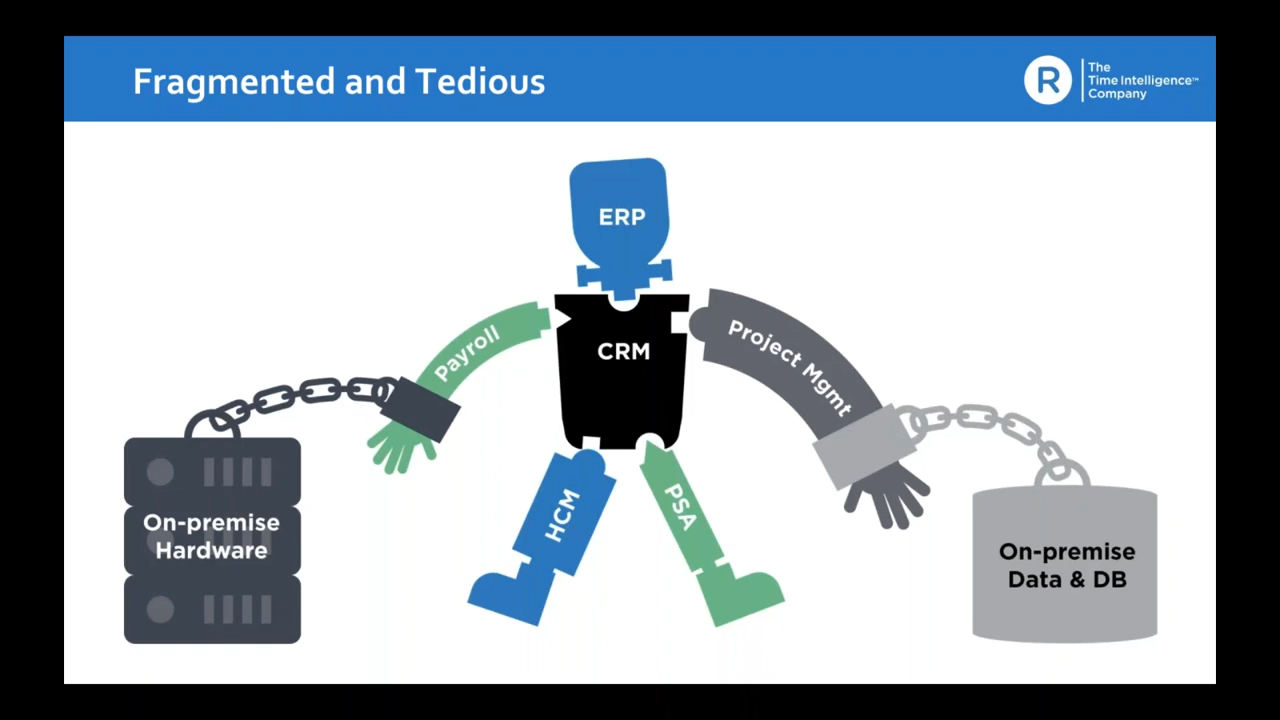 Fragmented and Tedious
R
The
Time Intelligence™
Company
ERP
Payroll
CRM
Project Mgmt
HCM
PSA
On-premise
Hardware
On-premise
Data & DB